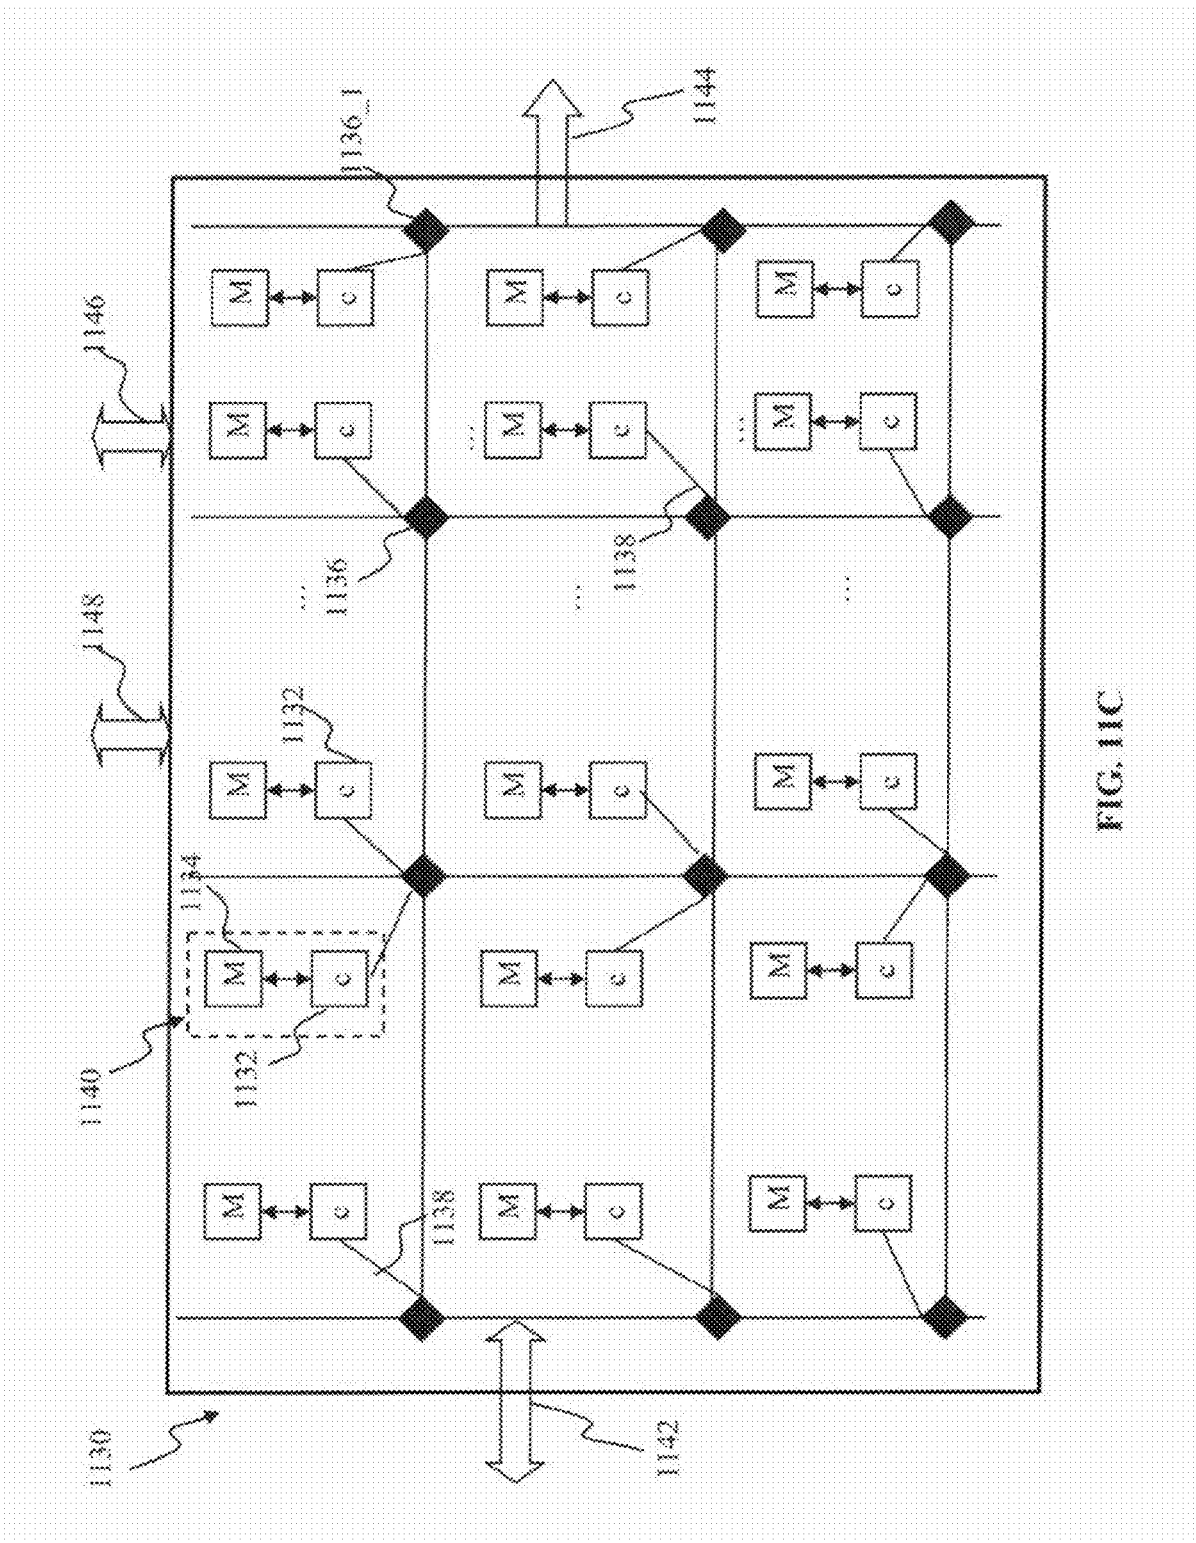 1130 1140 1148 1146
1134
M M M M M
1132 1132
...
c c c 1136 c c 1136_1
1138
...
M M M M M
...
c c 1138 c c c
1142 1144
...
M M M M M
...
c c c c c
FIG. 11C